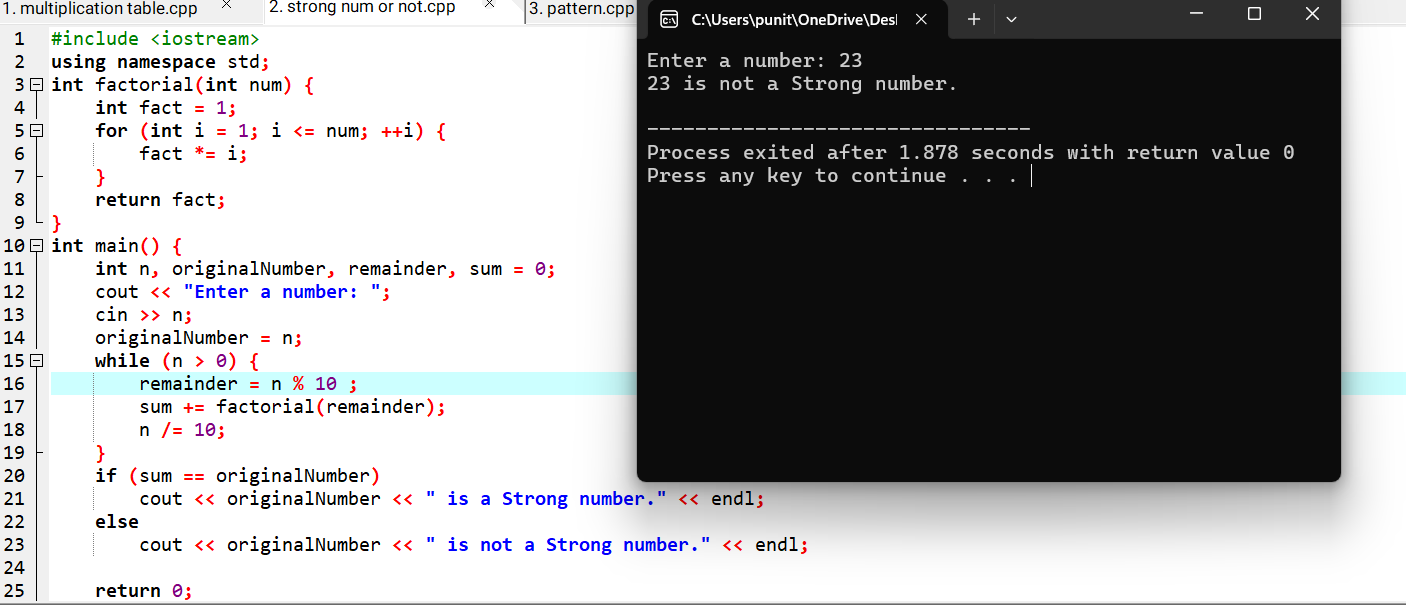 1. multiplication table.cpp
2. strong num or not.cpp
3. pattern.cpp
1 #include <iostream>
2 using namespace std;
3 int factorial(int num) {
4 int fact = 1;
5 for (int i = 1; i <= num; ++i) {
6 fact *= i;
7 }
8 return fact;
9 }
10 int main() {
11 int n, originalNumber, remainder, sum = 0;
12 cout << "Enter a number: ";
13 cin >> n;
14 originalNumber = n;
15 while (n > 0) {
16 remainder = n % 10 ;
17 sum += factorial(remainder);
18 n /= 10;
19 }
20 if (sum == originalNumber)
21 cout << originalNumber << " is a Strong number." << endl;
22 else
23 cout << originalNumber << " is not a Strong number." << endl;
24
25 return 0;
C:\Users\punit\OneDrive\Des
Enter a number: 23
23 is not a Strong number.
--------------------------------
Process exited after 1.878 seconds with return value 0
Press any key to continue . . .